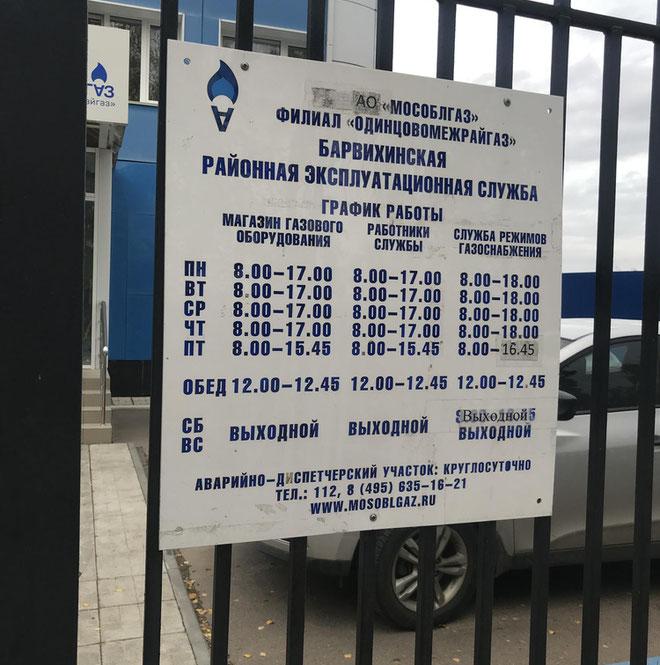 АО «МОСОБЛГАЗ»
ФИЛИАЛ «ОДИНЦОВОМЕЖРАЙГАЗ»
БАРВИХИНСКАЯ
РАЙОННАЯ ЭКСПЛУАТАЦИОННАЯ СЛУЖБА
ГРАФИК РАБОТЫ
МАГАЗИН ГАЗОВОГО ОБОРУДОВАНИЯ РАБОТНИКИ СЛУЖБЫ СЛУЖБА РЕЖИМОВ ГАЗОСНАБЖЕНИЯ
ПН 8.00–17.00 8.00–17.00 8.00–18.00
ВТ 8.00–17.00 8.00–17.00 8.00–18.00
СР 8.00–17.00 8.00–17.00 8.00–18.00
ЧТ 8.00–17.00 8.00–17.00 8.00–18.00
ПТ 8.00–15.45 8.00–15.45 8.00–16.45
ОБЕД 12.00–12.45 12.00–12.45 12.00–12.45
СБ Выходной
ВС ВЫХОДНОЙ ВЫХОДНОЙ ВЫХОДНОЙ
АВАРИЙНО-ДИСПЕТЧЕРСКИЙ УЧАСТОК: КРУГЛОСУТОЧНО
ТЕЛ.: 112, 8 (495) 635-16-21
WWW.MOSOBLGAZ.RU